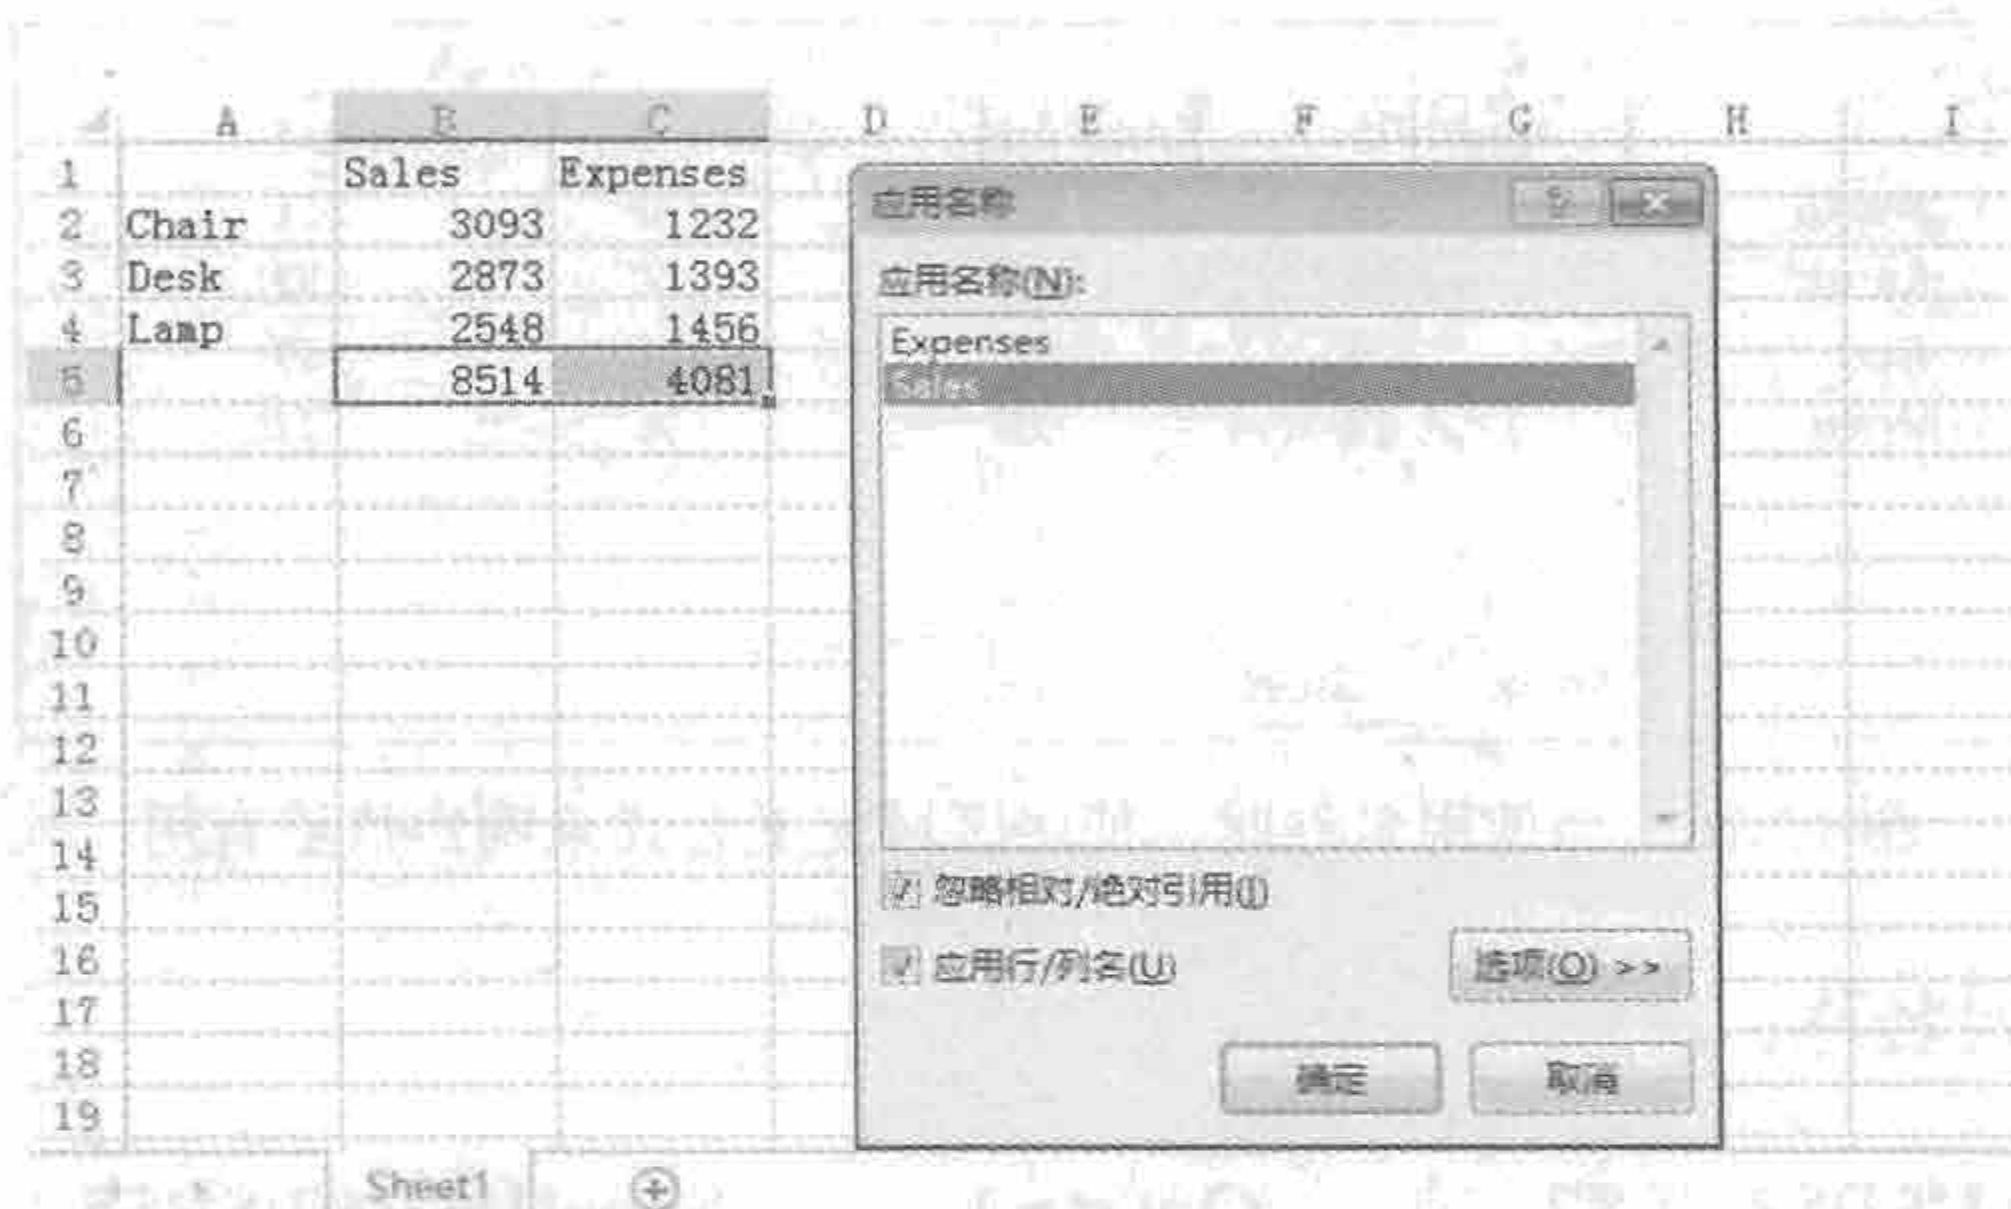 A B C D E F G H I
1 Sales Expenses
2 Chair 3093 1232
3 Desk 2873 1393
4 Lamp 2548 1456
5 8514 4081
6
7
8
9
10
11
12
13
14
15
16
17
18
19
Sheet1
应用名称
应用名称(N):
Expenses
Sales
忽略相对/绝对引用(I)
应用行/列名(U)
选项(O) >>
确定 取消